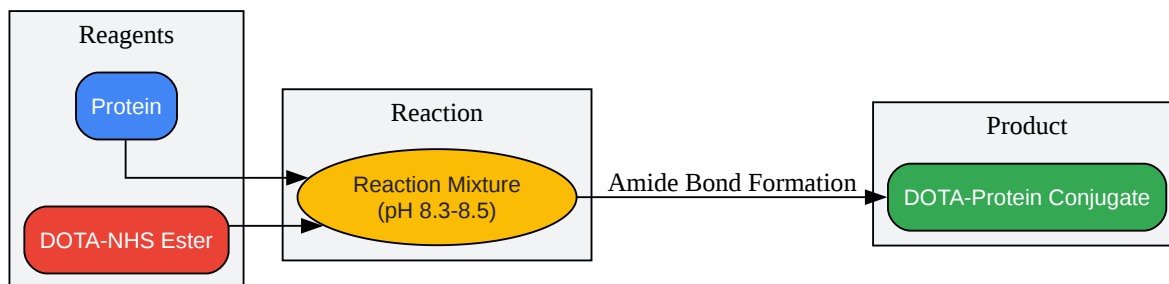 Reagents
Protein
DOTA-NHS Ester
Reaction
Reaction Mixture
(pH 8.3-8.5)
Amide Bond Formation
Product
DOTA-Protein Conjugate